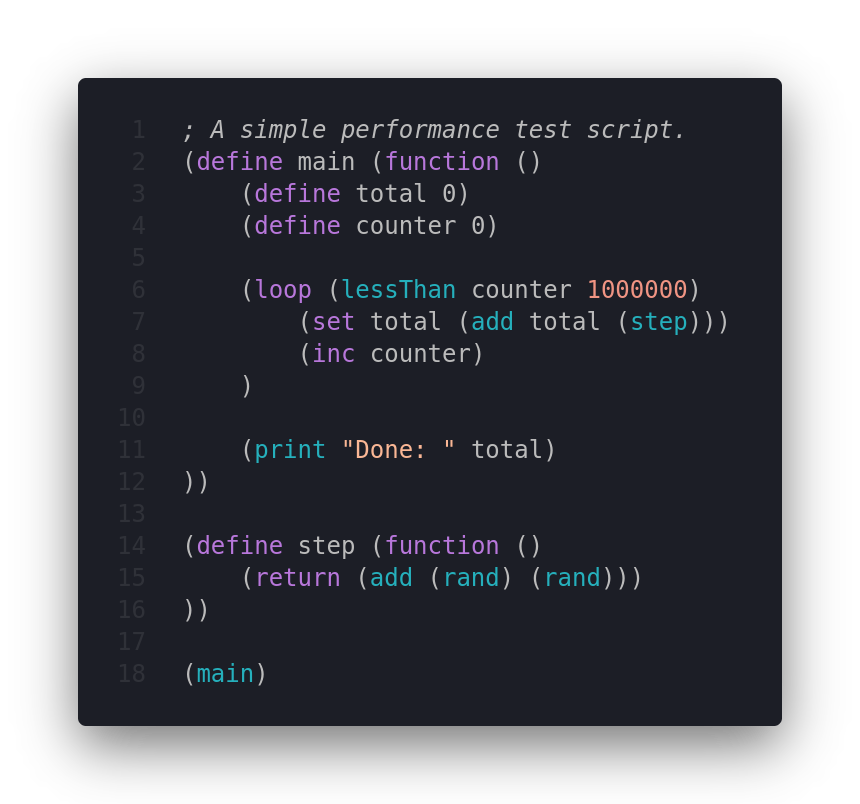 1 ; A simple performance test script.
2 (define main (function ()
3     (define total 0)
4     (define counter 0)
5
6     (loop (lessThan counter 1000000)
7         (set total (add total (step)))
8         (inc counter)
9     )
10
11     (print "Done: " total)
12 ))
13
14 (define step (function ()
15     (return (add (rand) (rand)))
16 ))
17
18 (main)